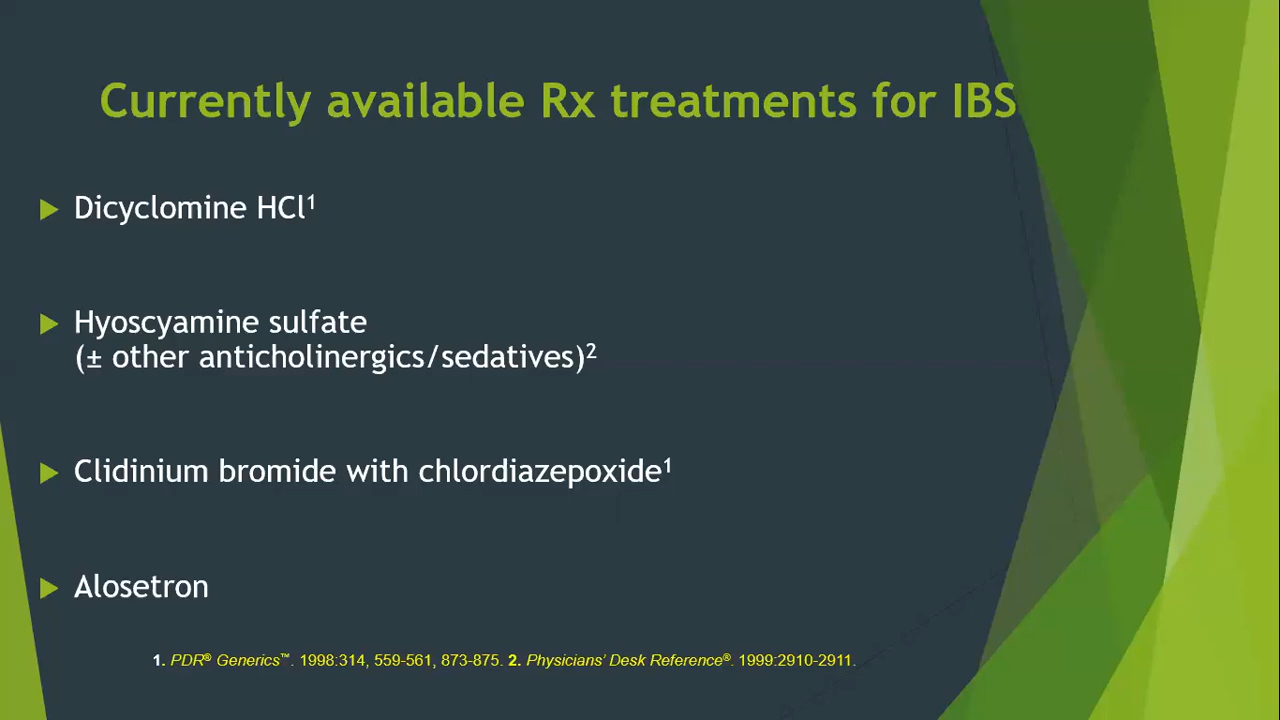 Currently available Rx treatments for IBS
Dicyclomine HCl¹
Hyoscyamine sulfate
(± other anticholinergics/sedatives)²
Clidinium bromide with chlordiazepoxide¹
Alosetron
1. PDR® Generics™. 1998:314, 559-561, 873-875. 2. Physicians’ Desk Reference®. 1999:2910-2911.